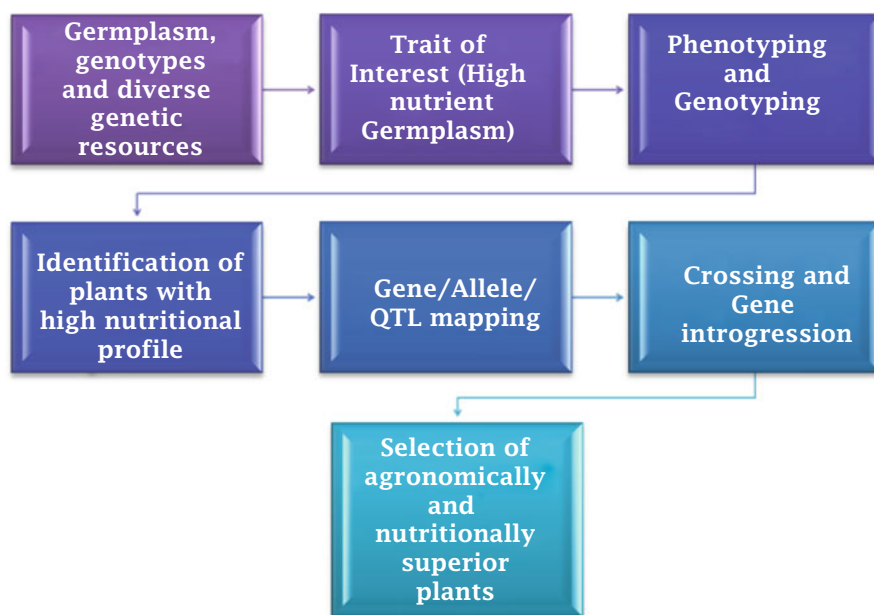 Germplasm,
genotypes
and diverse
genetic
resources
Trait of
Interest (High
nutrient
Germplasm)
Phenotyping
and
Genotyping
Identification of
plants with
high nutritional
profile
Gene/Allele/
QTL mapping
Crossing and
Gene
introgression
Selection of
agronomically
and
nutritionally
superior
plants